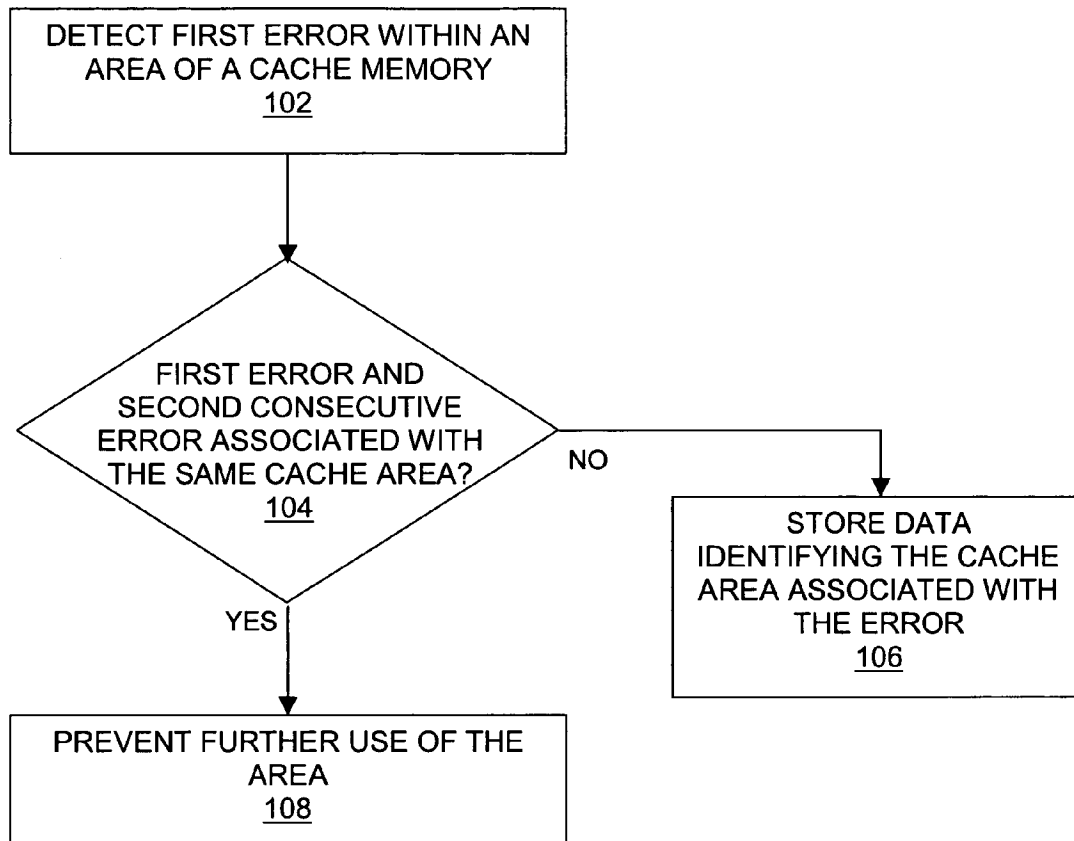 DETECT FIRST ERROR WITHIN AN
AREA OF A CACHE MEMORY
102
FIRST ERROR AND
SECOND CONSECUTIVE
ERROR ASSOCIATED WITH
THE SAME CACHE AREA?
104
NO
STORE DATA
IDENTIFYING THE CACHE
AREA ASSOCIATED WITH
THE ERROR
106
YES
PREVENT FURTHER USE OF THE
AREA
108